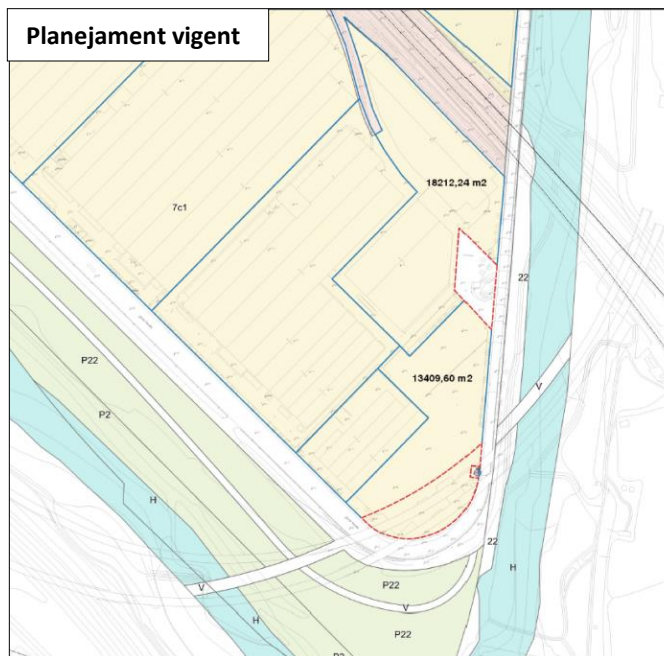 Planejament vigent
18212,24 m2
7c1
22
13409,60 m2
P22
P2
V
H
22
V
P22
V
H
H
P22